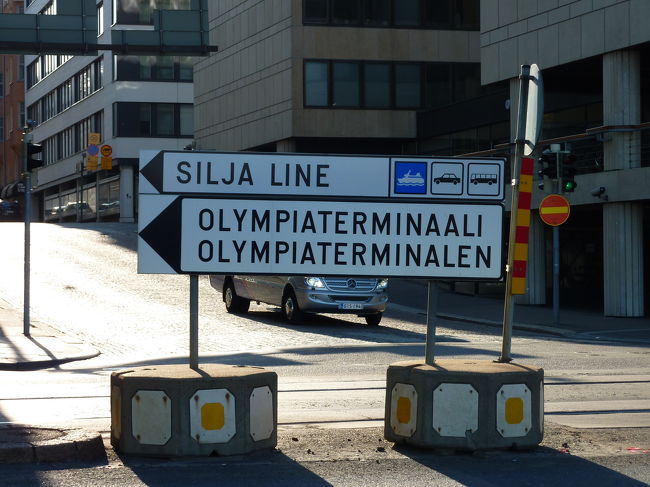 SILJA LINE
OLYMPIATERMINAALI
OLYMPIATERMINALEN